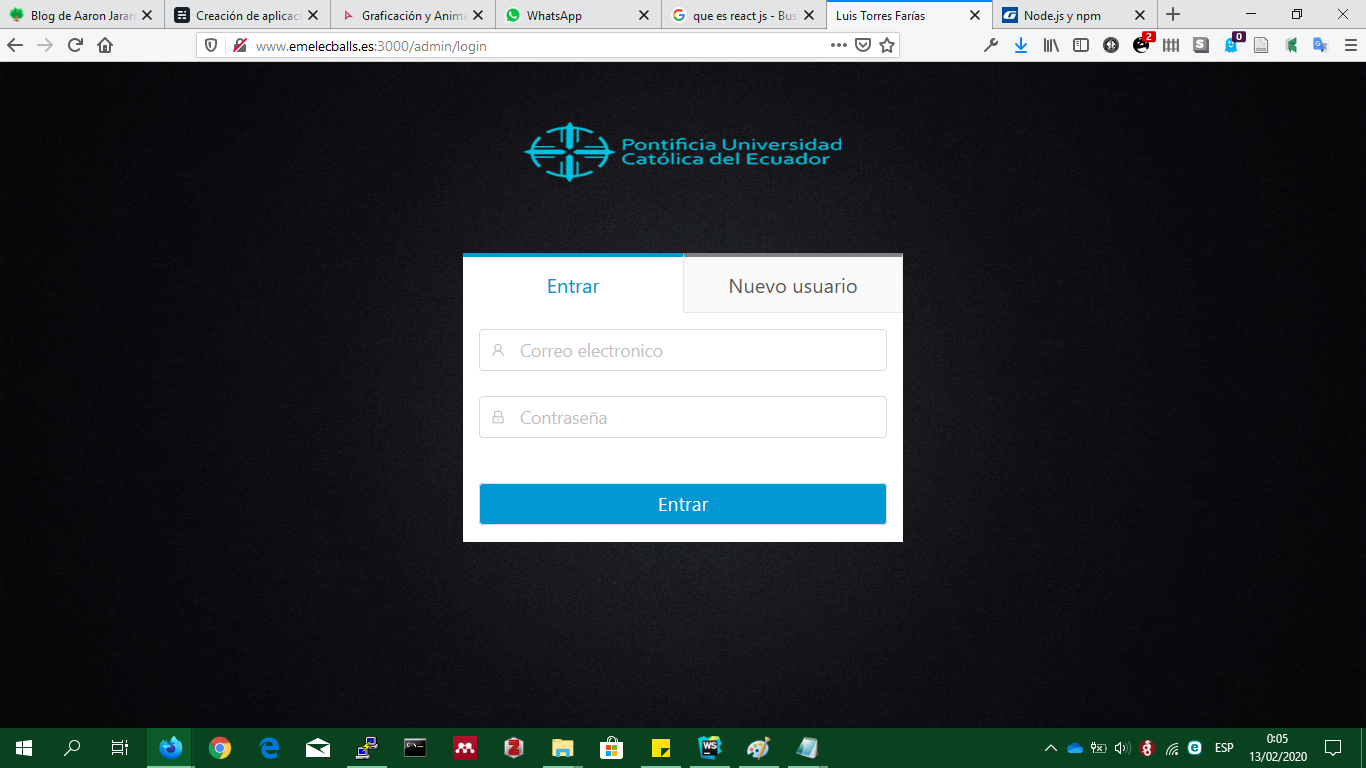 Blog de Aaron Jaran
Creación de aplicaci
Graficación y Anima
WhatsApp
que es react js - Bus
Luis Torres Farías
Node.js y npm
www.emelecballs.es:3000/admin/login
2
0
Pontificia Universidad
Católica del Ecuador
Entrar
Nuevo usuario
Correo electronico
Contraseña
Entrar
ESP
0:05
13/02/2020